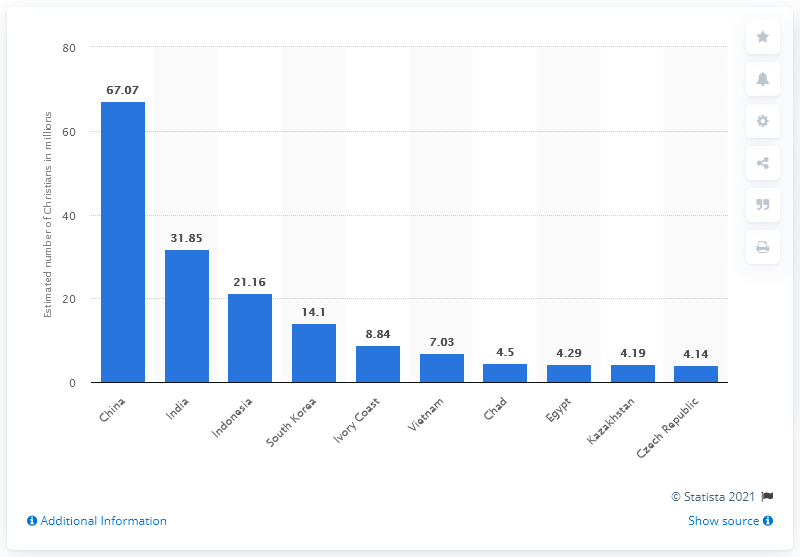 Estimated number of Christians in millions
80
60
40
20
0
67.07
31.85
21.16
14.1
8.84
7.03
4.5
4.29
4.19
4.14
China
India
Indonesia
South Korea
Ivory Coast
Vietnam
Chad
Egypt
Kazakhstan
Czech Republic
© Statista 2021
Additional Information
Show source